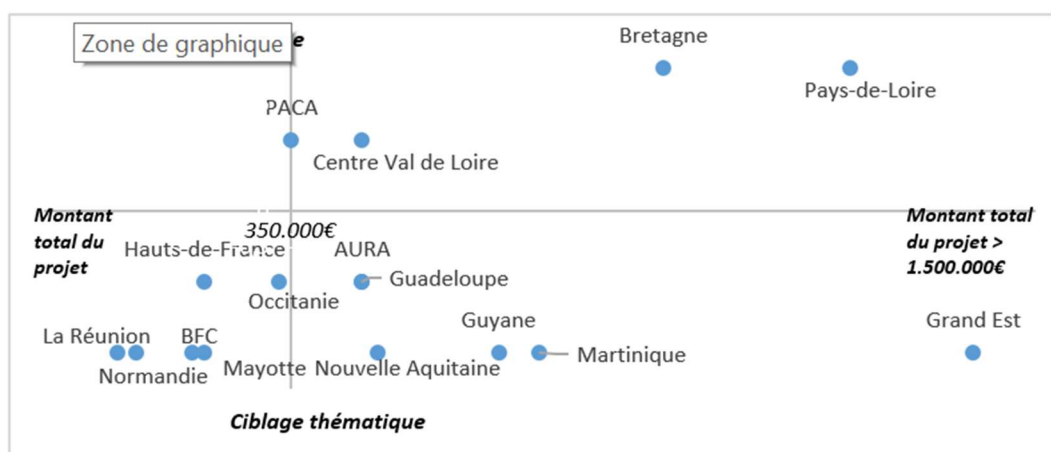 Zone de graphique
e
Bretagne
Pays-de-Loire
PACA
Centre Val de Loire
Montant
total du
projet
350.000€
Montant total
du projet >
1.500.000€
Hauts-de-France
AURA
Guadeloupe
Occitanie
Guyane
Grand Est
La Réunion
BFC
Martinique
Normandie
Mayotte
Nouvelle Aquitaine
Ciblage thématique